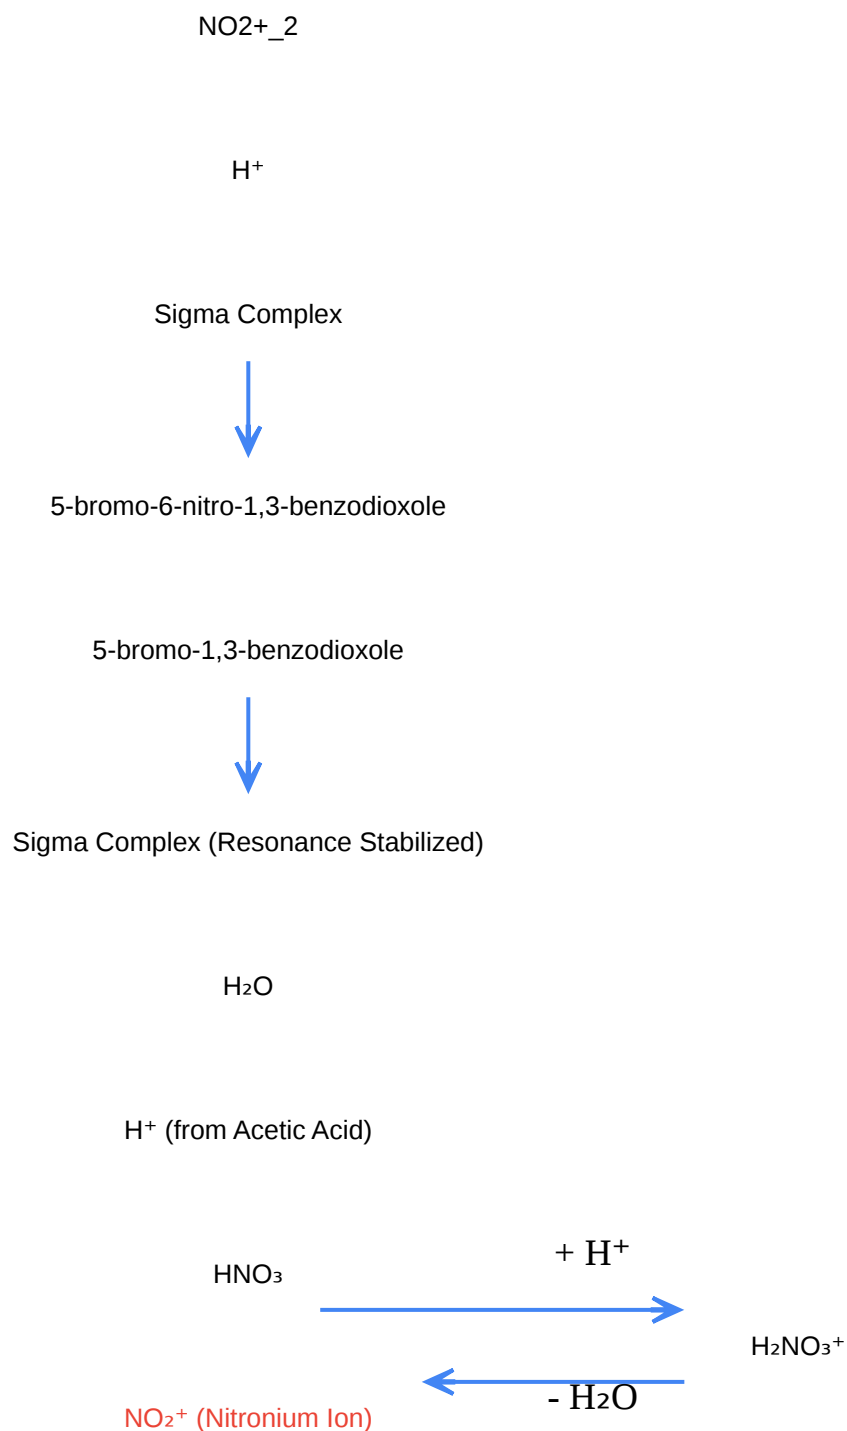 NO2+_2
H⁺
Sigma Complex
5-bromo-6-nitro-1,3-benzodioxole
5-bromo-1,3-benzodioxole
Sigma Complex (Resonance Stabilized)
H₂O
H⁺ (from Acetic Acid)
HNO₃
+ H⁺
H₂NO₃⁺
- H₂O
NO₂⁺ (Nitronium Ion)